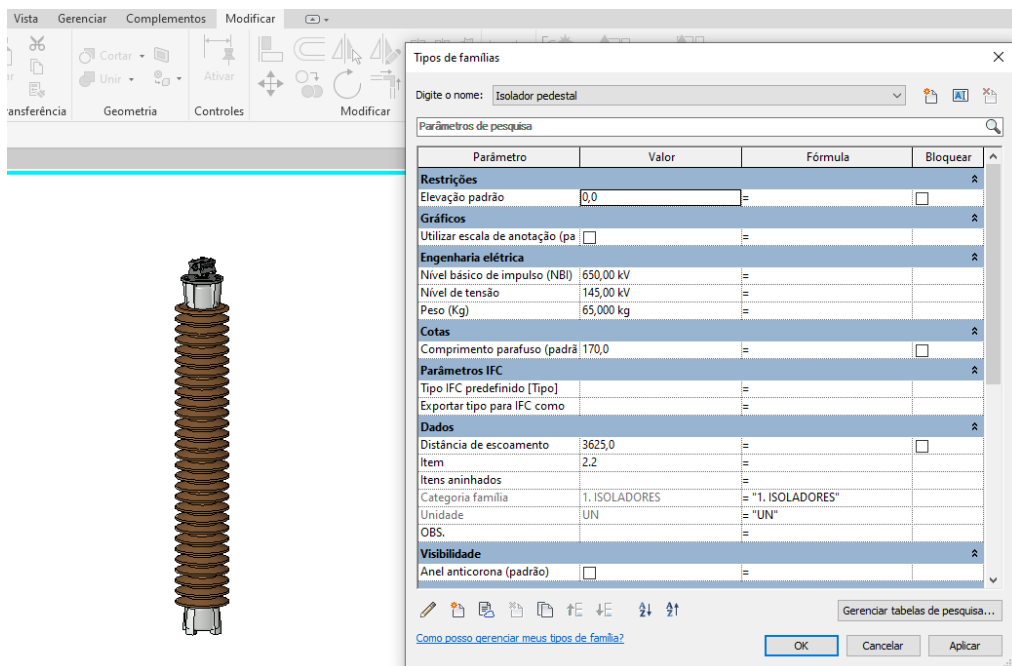 Vista Gerenciar Complementos Modificar
Cortar
Unir
Ativar
ansferência Geometria Controles Modificar
Tipos de famílias
Digite o nome: Isolador pedestal
Parâmetros de pesquisa
Parâmetro Valor Fórmula Bloquear
Restrições
Elevação padrão 0,0 =
Gráficos
Utilizar escala de anotação (pa =
Engenharia elétrica
Nível básico de impulso (NBI) 650,00 kV =
Nível de tensão 145,00 kV =
Peso (Kg) 65,000 kg =
Cotas
Comprimento parafuso (padrã 170,0 =
Parâmetros IFC
Tipo IFC predefinido [Tipo] =
Exportar tipo para IFC como =
Dados
Distância de escoamento 3625,0 =
Item 2.2 =
Itens aninhados =
Categoria família 1. ISOLADORES = "1. ISOLADORES"
Unidade UN = "UN"
OBS. =
Visibilidade
Anel anticorona (padrão) =
Gerenciar tabelas de pesquisa...
Como posso gerenciar meus tipos de família?
OK Cancelar Aplicar